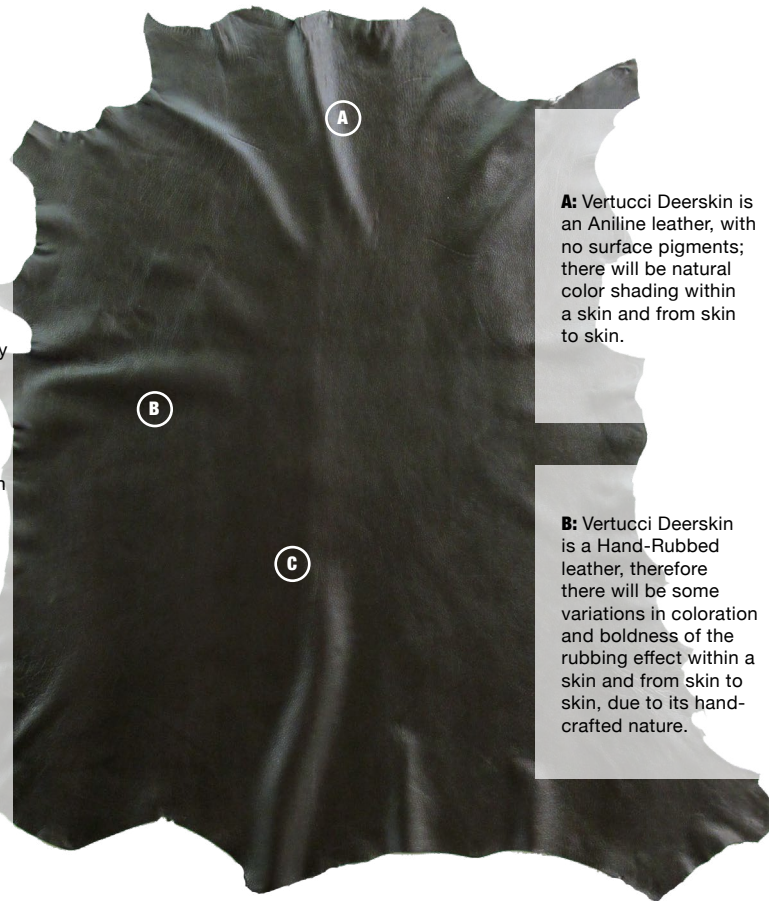 A
A: Vertucci Deerskin is
an Aniline leather, with
no surface pigments;
there will be natural
color shading within
a skin and from skin
to skin.
B
C
B: Vertucci Deerskin
is a Hand-Rubbed
leather, therefore
there will be some
variations in coloration
and boldness of the
rubbing effect within a
skin and from skin to
skin, due to its hand-
crafted nature.